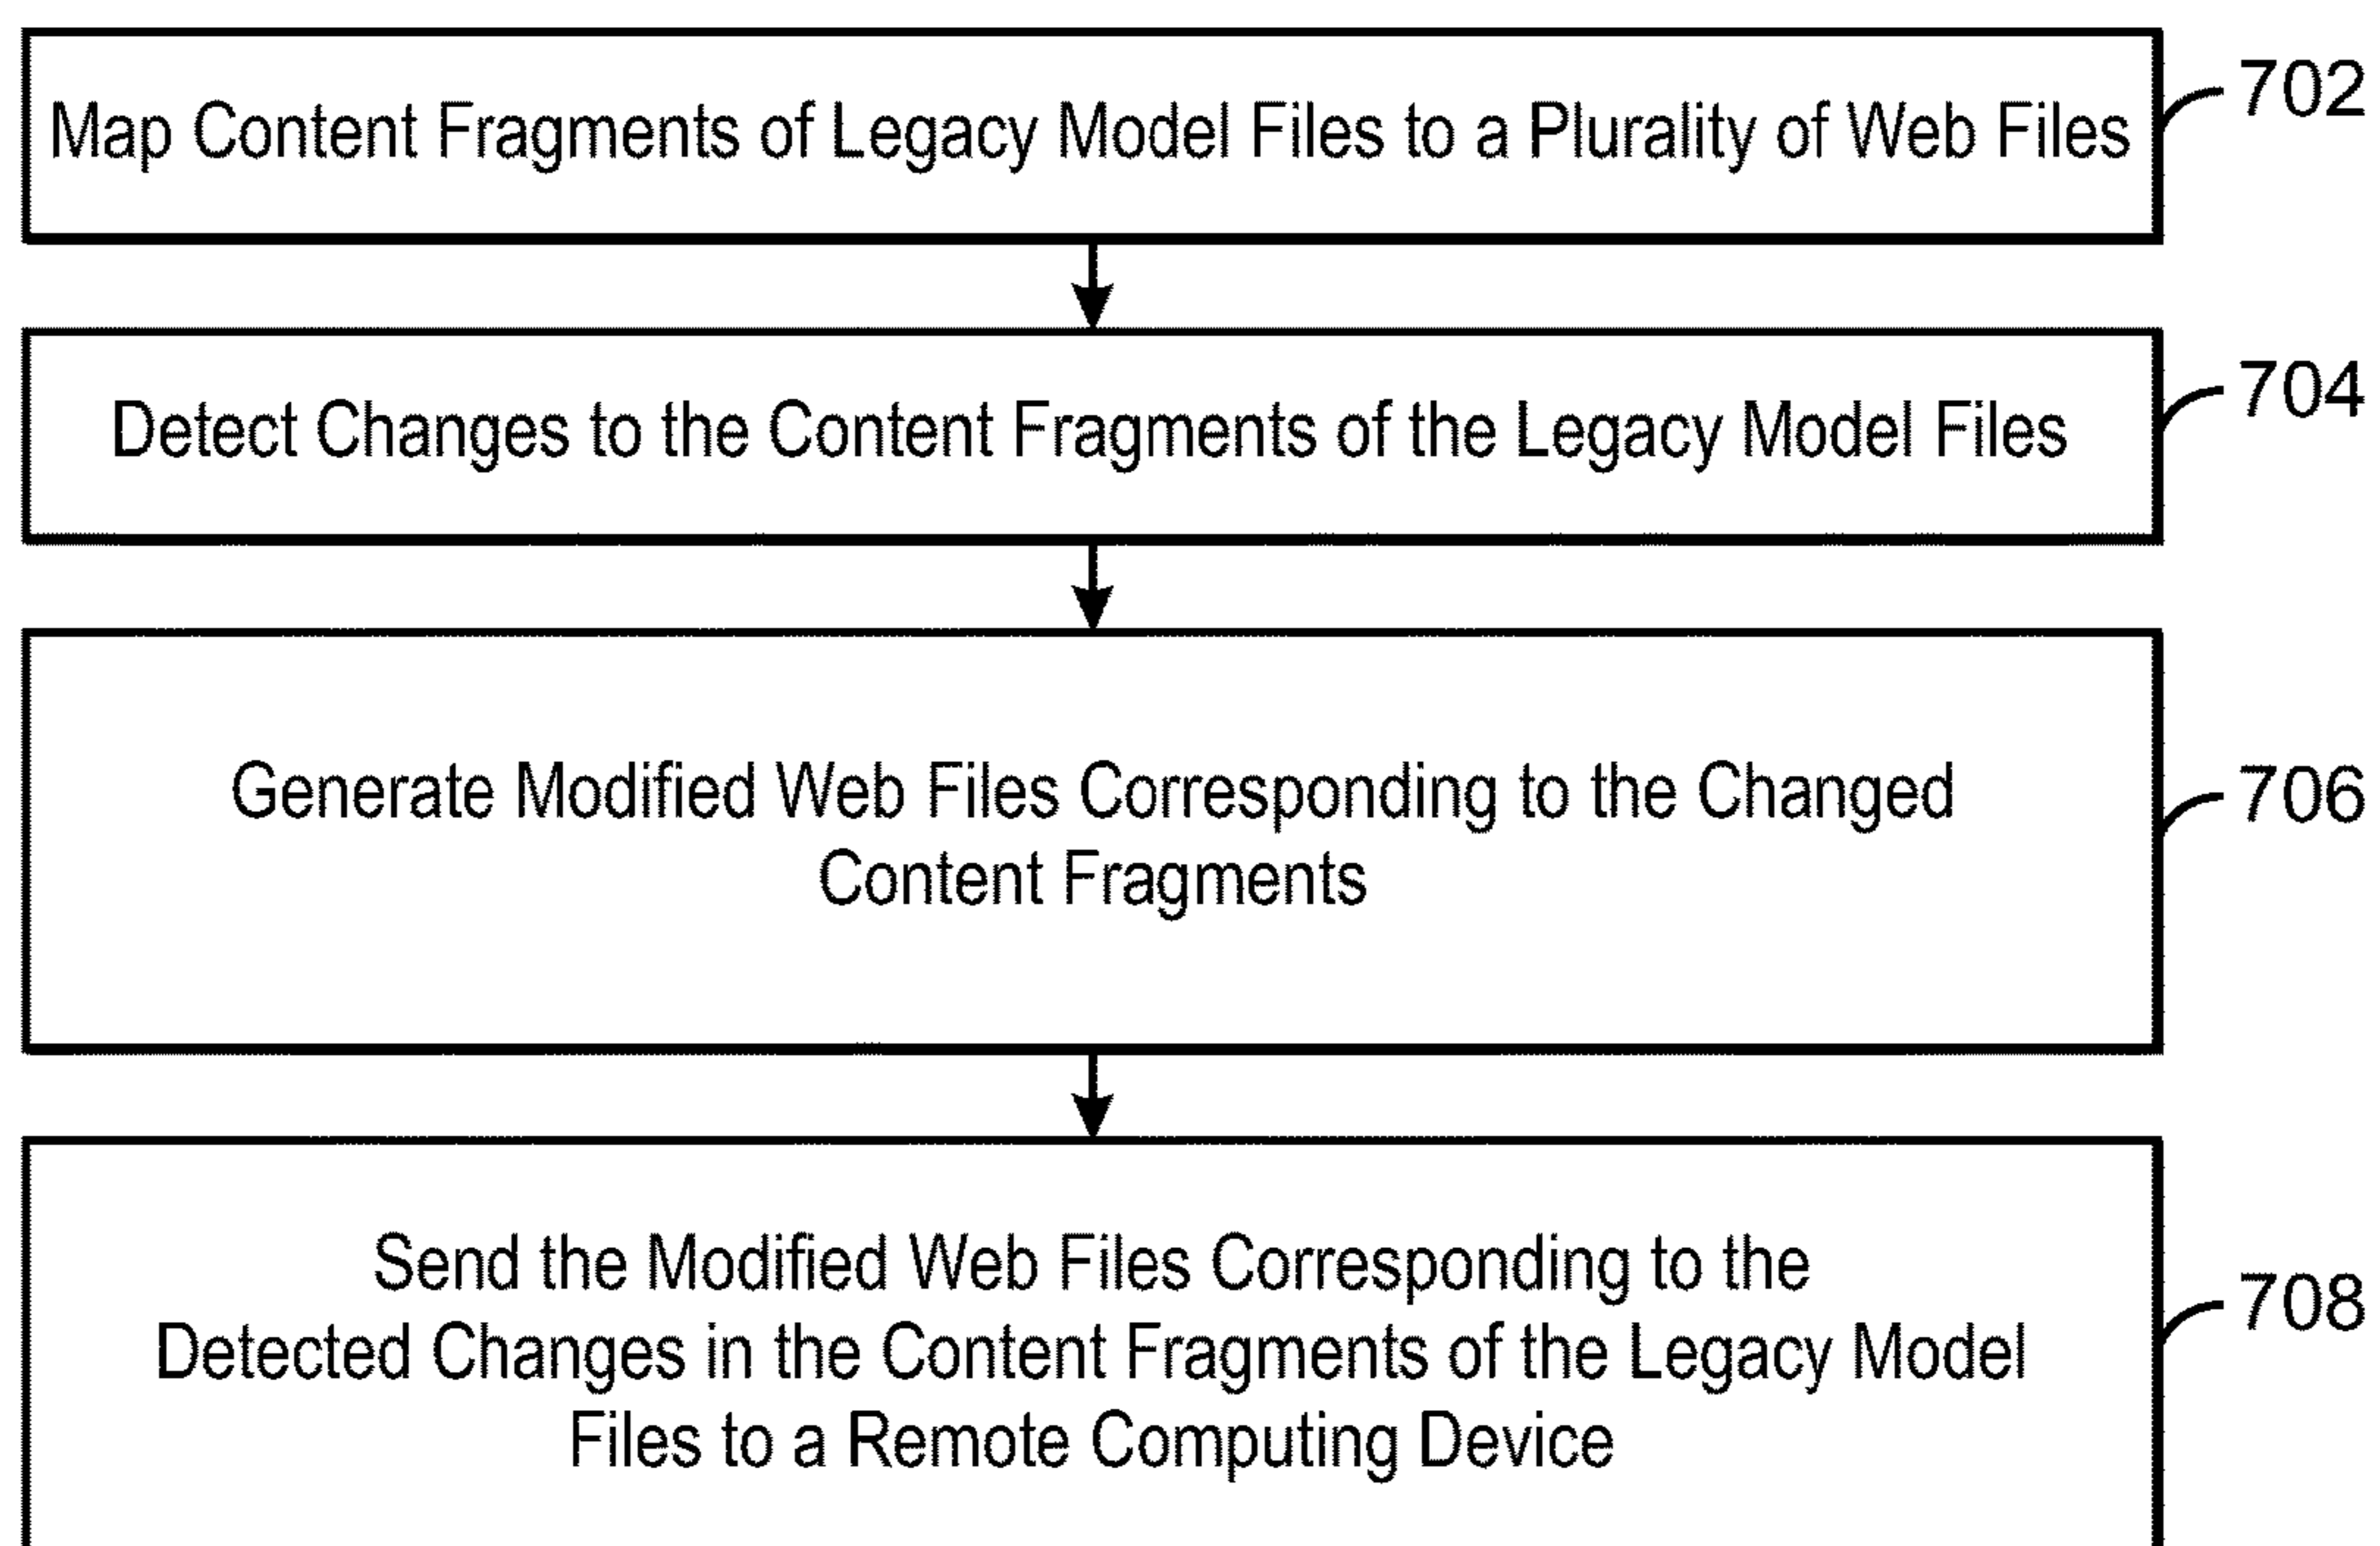 Map Content Fragments of Legacy Model Files to a Plurality of Web Files
702
Detect Changes to the Content Fragments of the Legacy Model Files
704
Generate Modified Web Files Corresponding to the Changed
Content Fragments
706
Send the Modified Web Files Corresponding to the
Detected Changes in the Content Fragments of the Legacy Model
Files to a Remote Computing Device
708